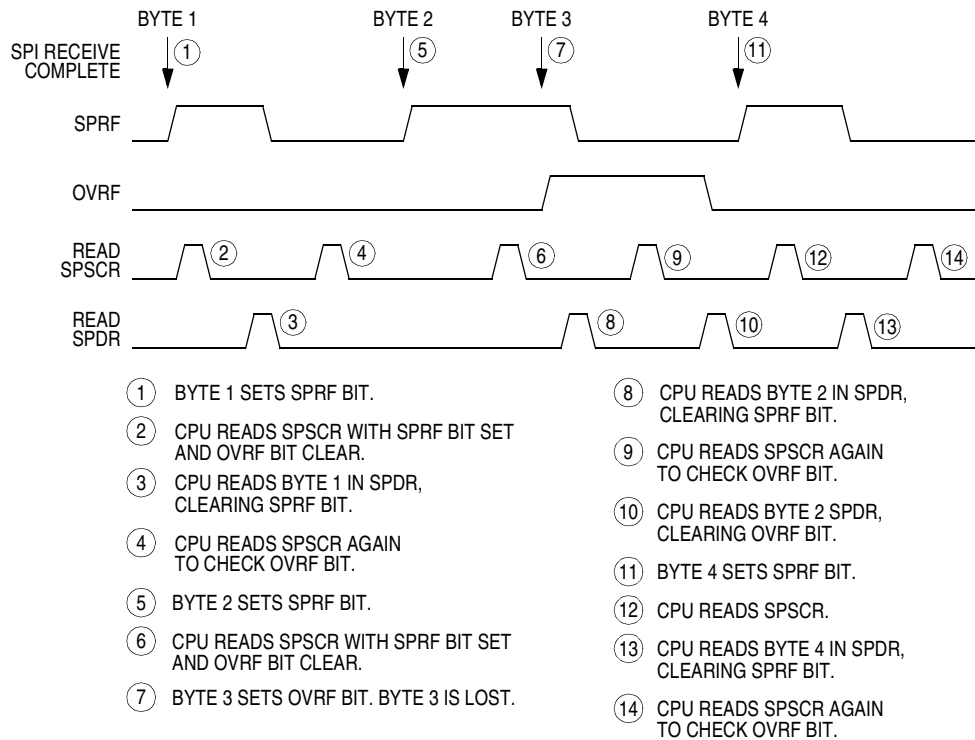 BYTE 1 BYTE 2 BYTE 3 BYTE 4
SPI RECEIVE
COMPLETE
1 5 7 11
SPRF
OVRF
READ
SPSCR
2 4 6 9 12 14
READ
SPDR
3 8 10 13
1 BYTE 1 SETS SPRF BIT.
2 CPU READS SPSCR WITH SPRF BIT SET
AND OVRF BIT CLEAR.
3 CPU READS BYTE 1 IN SPDR,
CLEARING SPRF BIT.
4 CPU READS SPSCR AGAIN
TO CHECK OVRF BIT.
5 BYTE 2 SETS SPRF BIT.
6 CPU READS SPSCR WITH SPRF BIT SET
AND OVRF BIT CLEAR.
7 BYTE 3 SETS OVRF BIT. BYTE 3 IS LOST.
8 CPU READS BYTE 2 IN SPDR,
CLEARING SPRF BIT.
9 CPU READS SPSCR AGAIN
TO CHECK OVRF BIT.
10 CPU READS BYTE 2 SPDR,
CLEARING OVRF BIT.
11 BYTE 4 SETS SPRF BIT.
12 CPU READS SPSCR.
13 CPU READS BYTE 4 IN SPDR,
CLEARING SPRF BIT.
14 CPU READS SPSCR AGAIN
TO CHECK OVRF BIT.